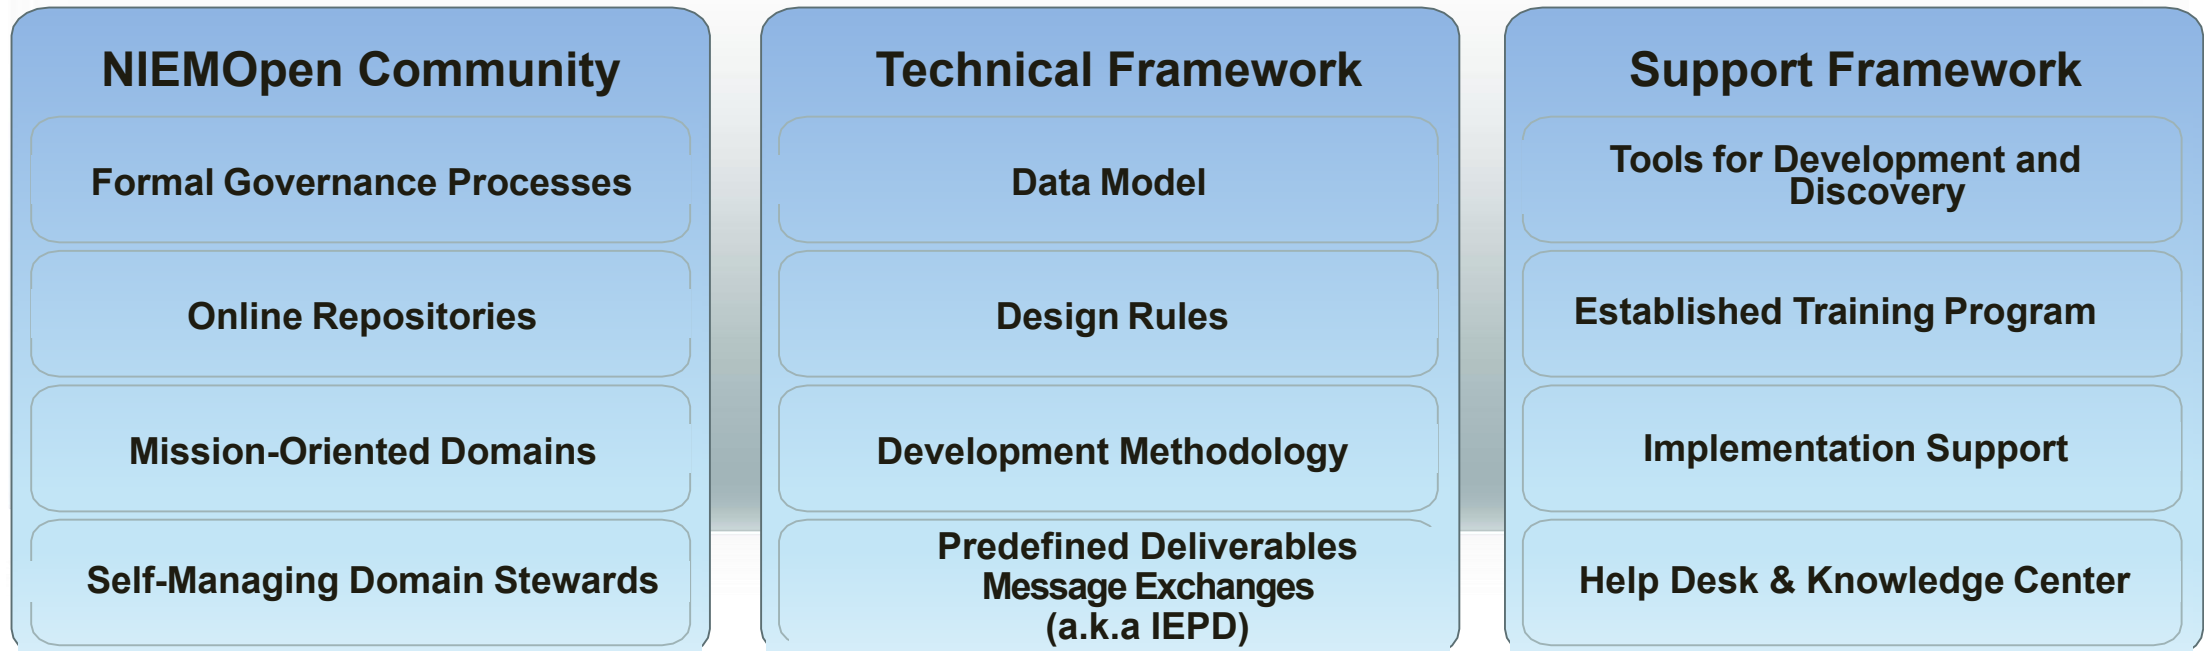 NIEMOpen Community
Formal Governance Processes
Online Repositories
Mission-Oriented Domains
Self-Managing Domain Stewards
Technical Framework
Data Model
Design Rules
Development Methodology
Predefined Deliverables
Message Exchanges
(a.k.a IEPD)
Support Framework
Tools for Development and
Discovery
Established Training Program
Implementation Support
Help Desk & Knowledge Center